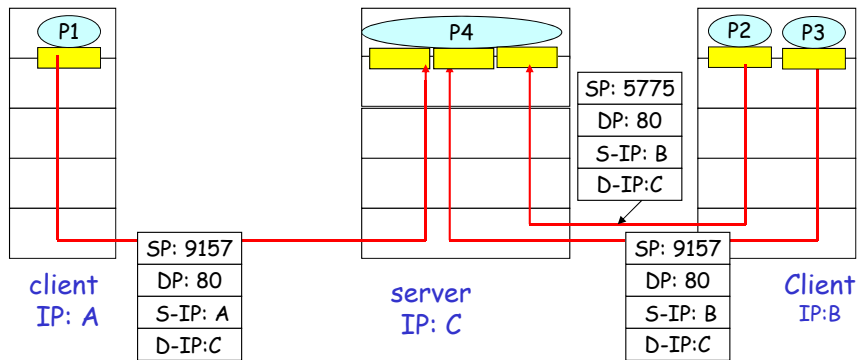 P1
P4
P2
P3
SP: 5775
DP: 80
S-IP: B
D-IP:C
SP: 9157
DP: 80
S-IP: A
D-IP:C
SP: 9157
DP: 80
S-IP: B
D-IP:C
client
IP: A
server
IP: C
Client
IP:B